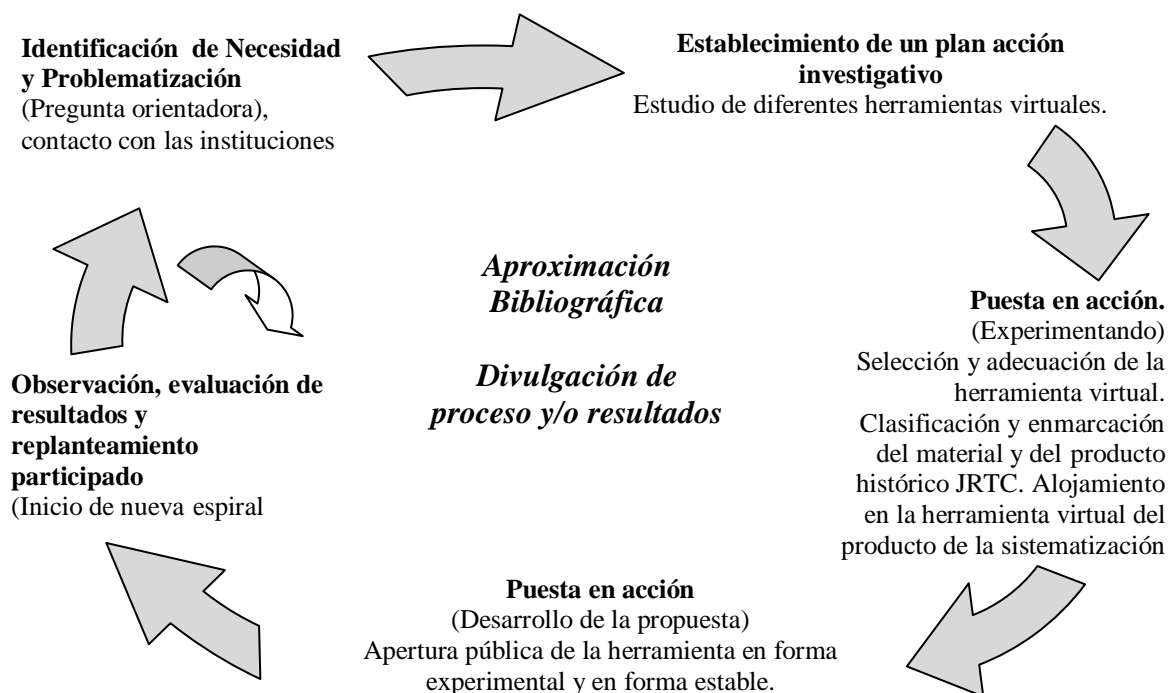 Identificación de Necesidad
y Problematización
(Pregunta orientadora),
contacto con las instituciones
Establecimiento de un plan acción
investigativo
Estudio de diferentes herramientas virtuales.
Puesta en acción.
(Experimentando)
Selección y adecuación de la
herramienta virtual.
Clasificación y enmarcación
del material y del producto
histórico JRTC. Alojamiento
en la herramienta virtual del
producto de la sistematización
Puesta en acción
(Desarrollo de la propuesta)
Apertura pública de la herramienta en forma
experimental y en forma estable.
Observación, evaluación de
resultados y
replanteamiento
participado
(Inicio de nueva espiral
Aproximación
Bibliográfica
Divulgación de
proceso y/o resultados